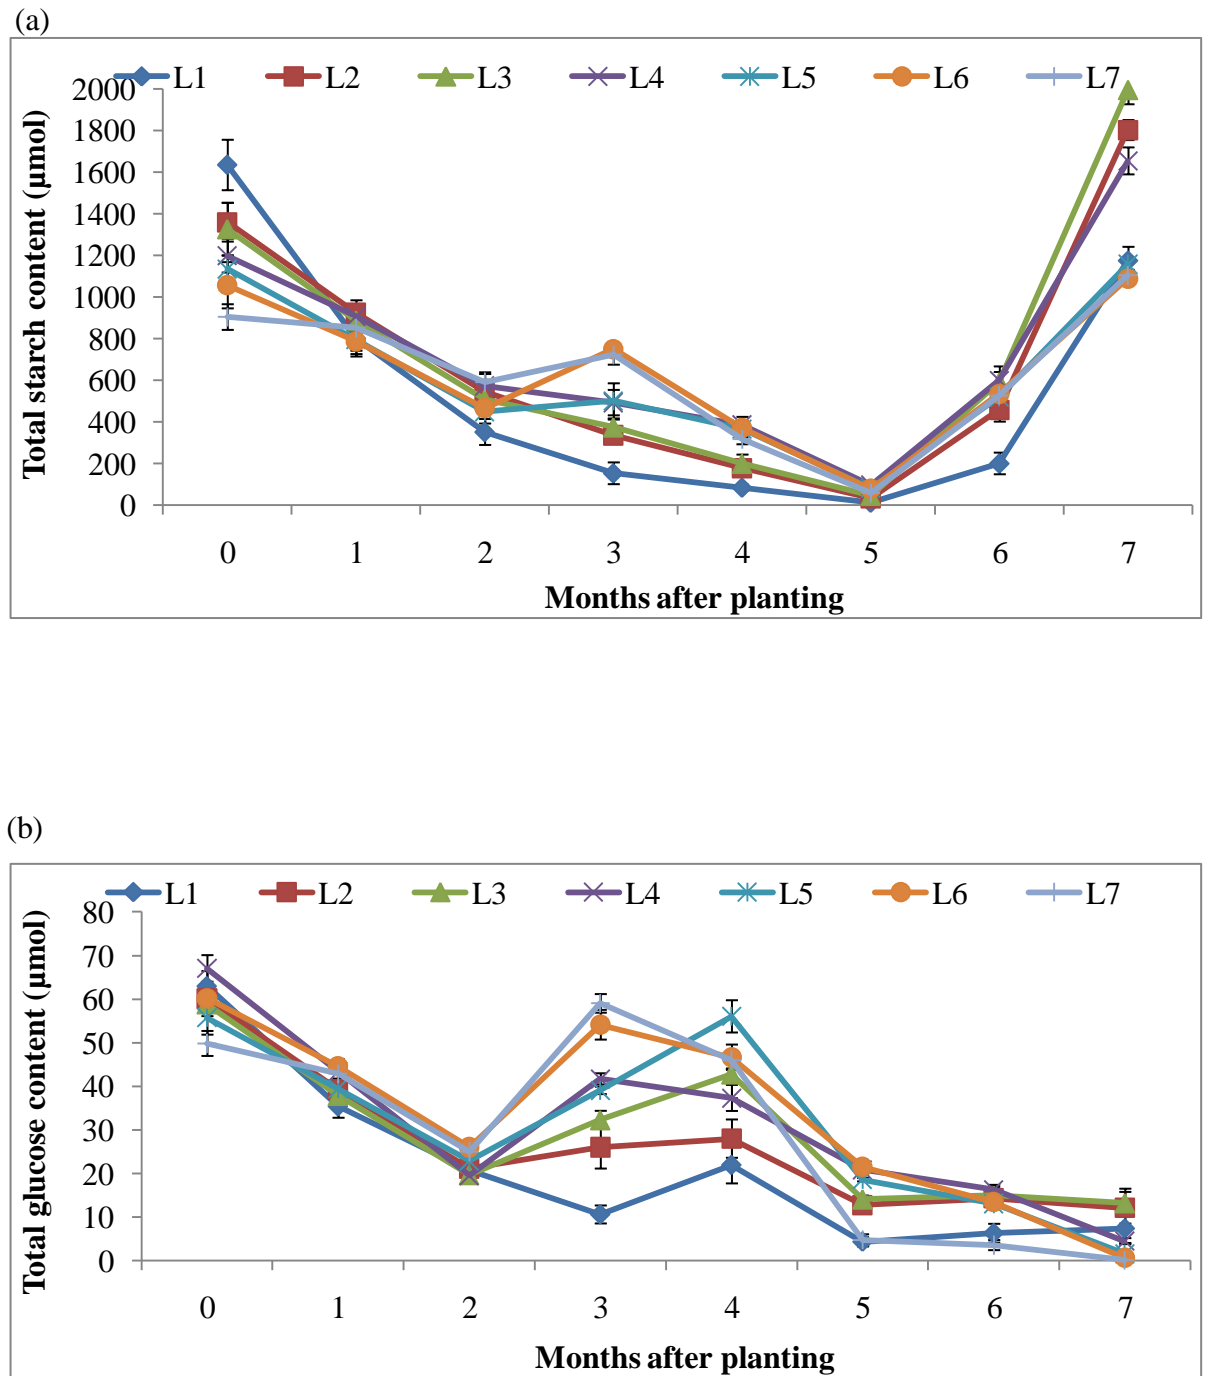 (a)
L1 L2 L3 L4 L5 L6 L7
2000
1800
1600
1400
1200
1000
800
600
400
200
0
Total starch content (µmol)
0 1 2 3 4 5 6 7
Months after planting
(b)
L1 L2 L3 L4 L5 L6 L7
80
70
60
50
40
30
20
10
0
Total glucose content (µmol)
0 1 2 3 4 5 6 7
Months after planting